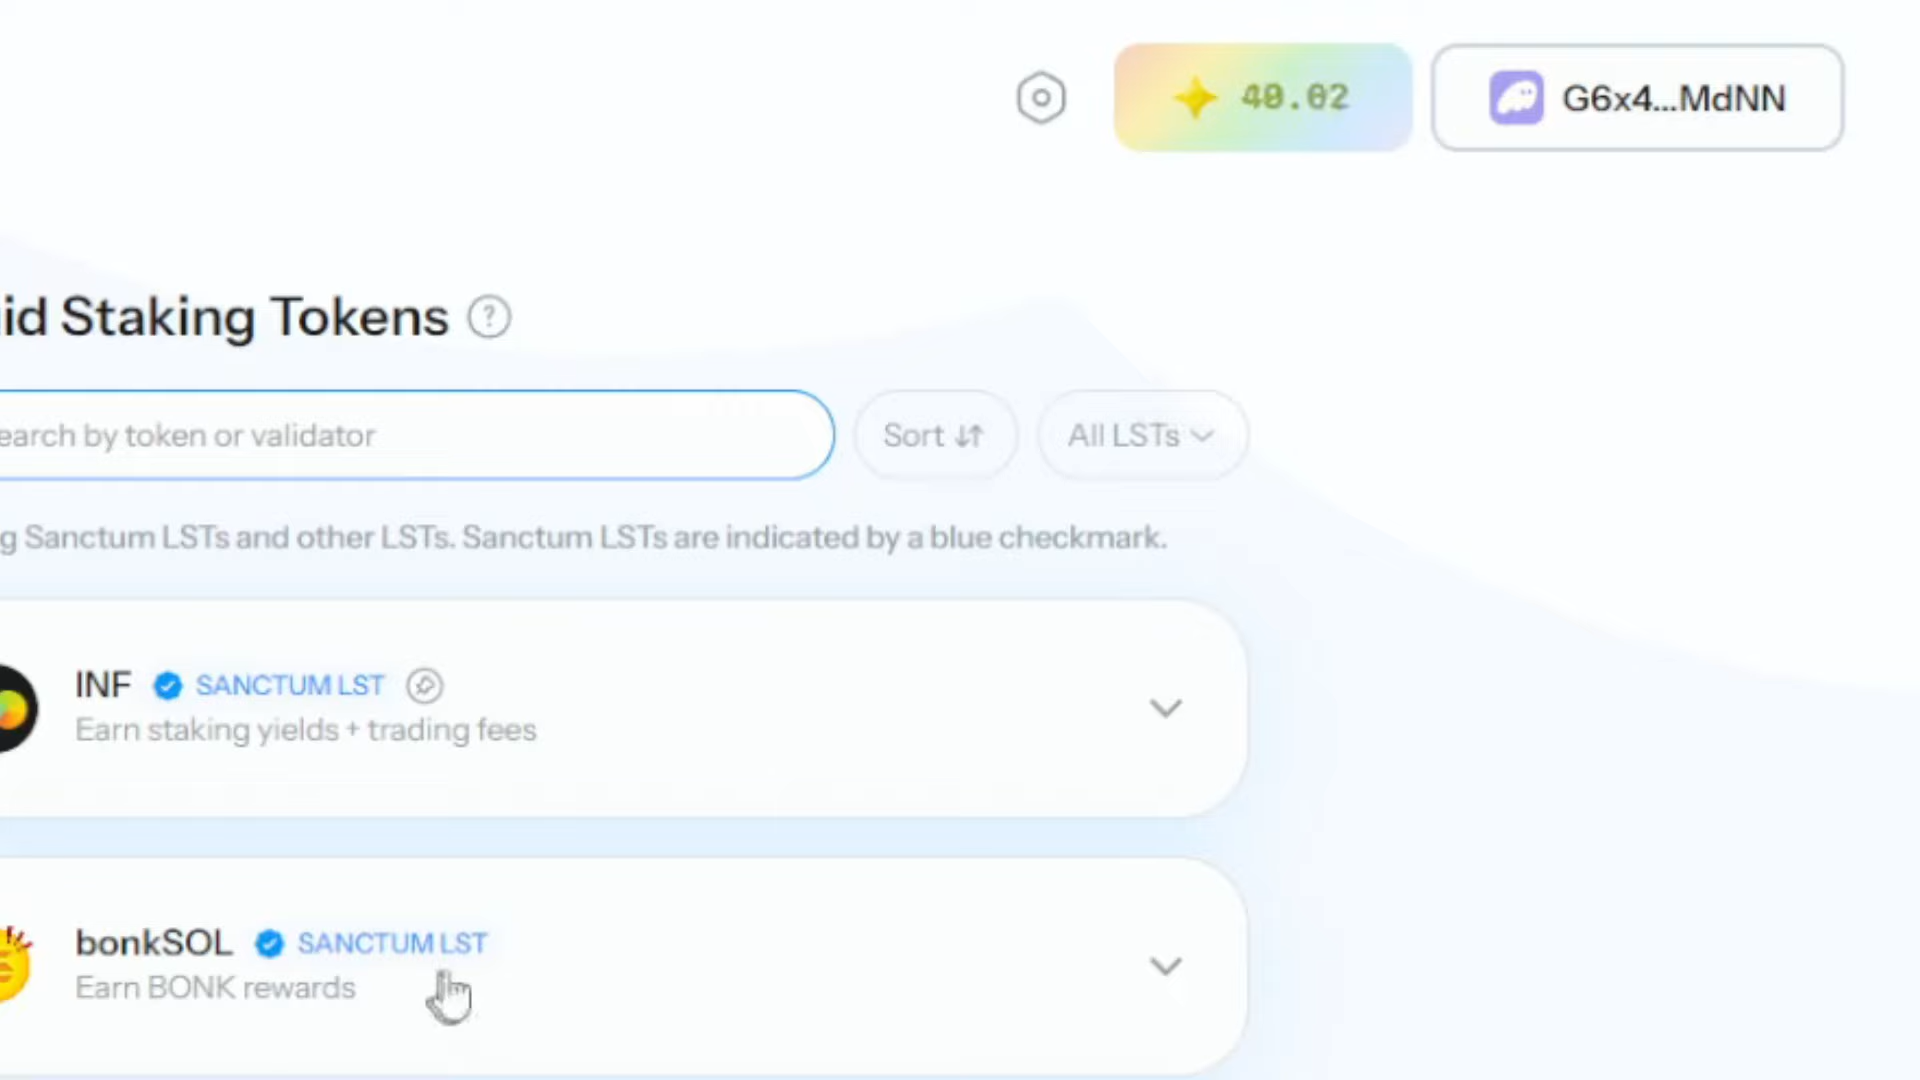 40.02
G6x4...MdNN
id Staking Tokens
earch by token or validator
Sort
All LSTs
g Sanctum LSTs and other LSTs. Sanctum LSTs are indicated by a blue checkmark.
INF SANCTUM LST
Earn staking yields + trading fees
bonkSOL SANCTUM LST
Earn BONK rewards